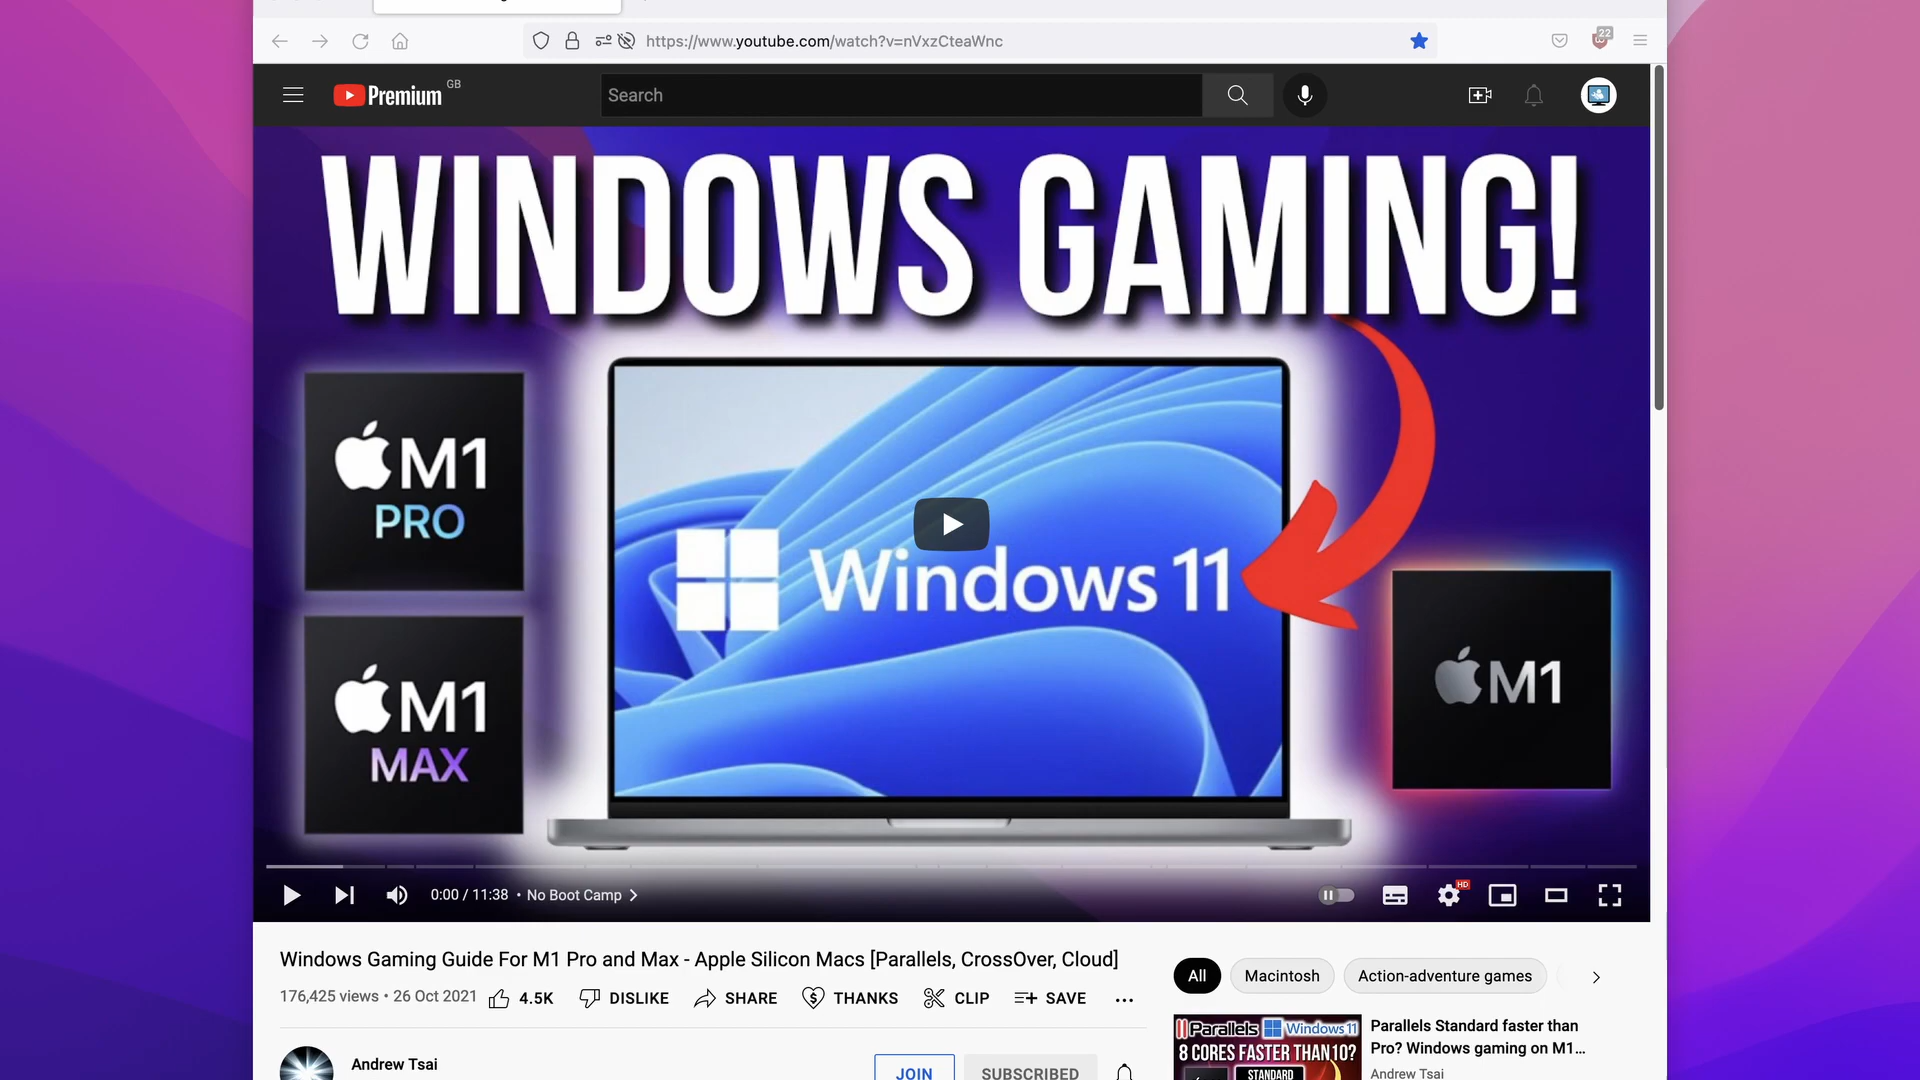 https://www.youtube.com/watch?v=nVxzCteaWnc
22
Premium GB
Search
WINDOWS GAMING!
M1
PRO
M1
MAX
Windows 11
M1
0:00 / 11:38 • No Boot Camp
HD
Windows Gaming Guide For M1 Pro and Max - Apple Silicon Macs [Parallels, CrossOver, Cloud]
176,425 views • 26 Oct 2021
4.5K
DISLIKE
SHARE
THANKS
CLIP
SAVE
Andrew Tsai
JOIN
SUBSCRIBED
All
Macintosh
Action-adventure games
Parallels Windows 11
8 CORES FASTER THAN 10?
STANDARD
Parallels Standard faster than
Pro? Windows gaming on M1...
Andrew Tsai